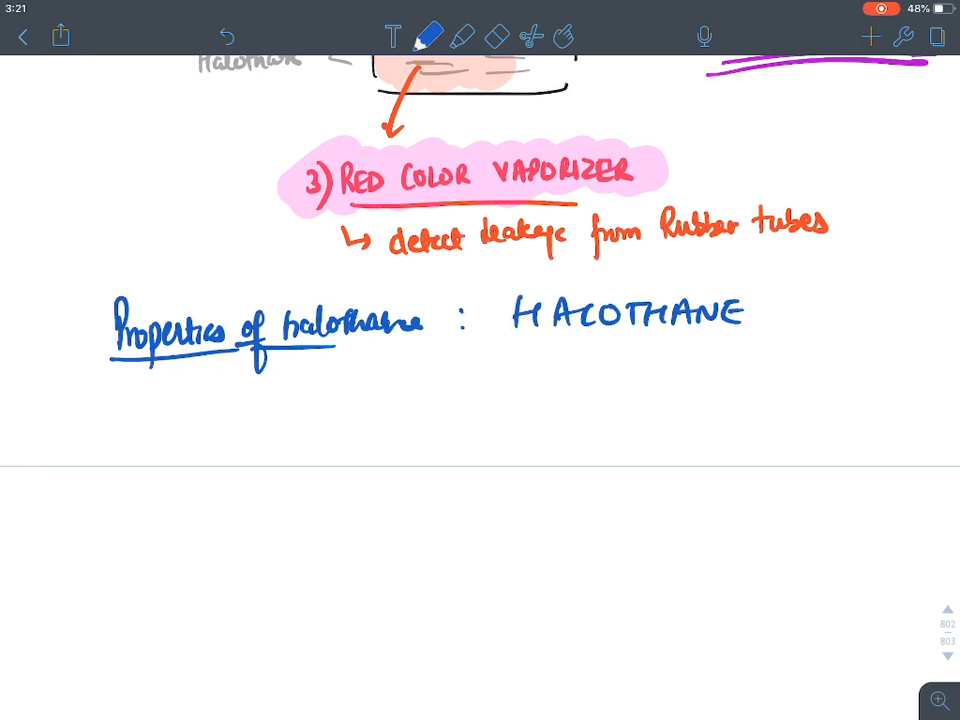 3:21
48%
T
Halothane
3) RED COLOR VAPORIZER
↳ detect leakage from Rubber tubes
Properties of halothane : HALOTHANE
802
803